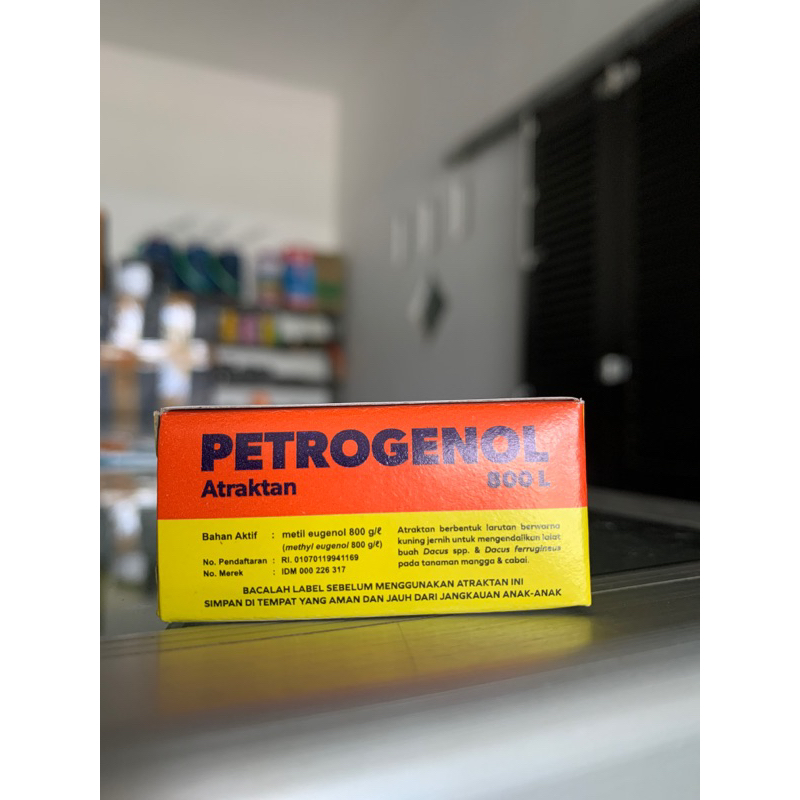 PETROGENOL
800 L
Atraktan
Bahan Aktif : metil eugenol 800 g/ℓ
(methyl eugenol 800 g/ℓ)
No. Pendaftaran : RI. 01070119941169
No. Merek : IDM 000 226 317
Atraktan berbentuk larutan berwarna
kuning jernih untuk mengendalikan lalat
buah Dacus spp. & Dacus ferrugineus
pada tanaman mangga & cabai.
BACALAH LABEL SEBELUM MENGGUNAKAN ATRAKTAN INI
SIMPAN DI TEMPAT YANG AMAN DAN JAUH DARI JANGKAUAN ANAK-ANAK